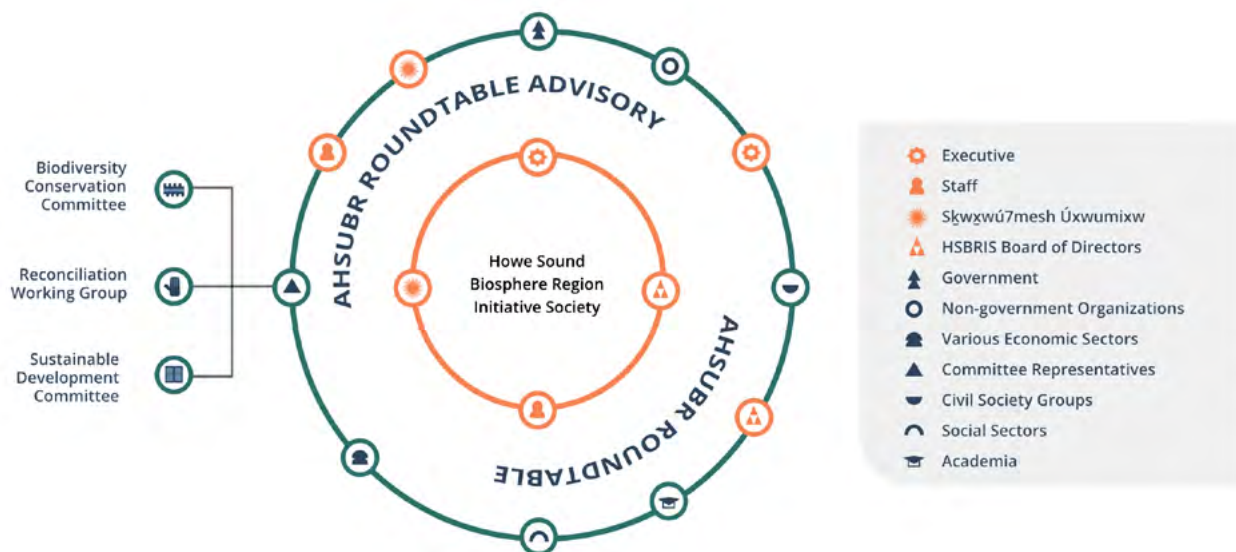 AHSUBR ROUNDTABLE ADVISORY
AHSUBR ROUNDTABLE
Biodiversity
Conservation
Committee
Reconciliation
Working Group
Sustainable
Development
Committee
Howe Sound
Biosphere Region
Initiative Society
Executive
Staff
Sḵwx̱wú7mesh Úxwumixw
HSBRIS Board of Directors
Government
Non-government Organizations
Various Economic Sectors
Committee Representatives
Civil Society Groups
Social Sectors
Academia